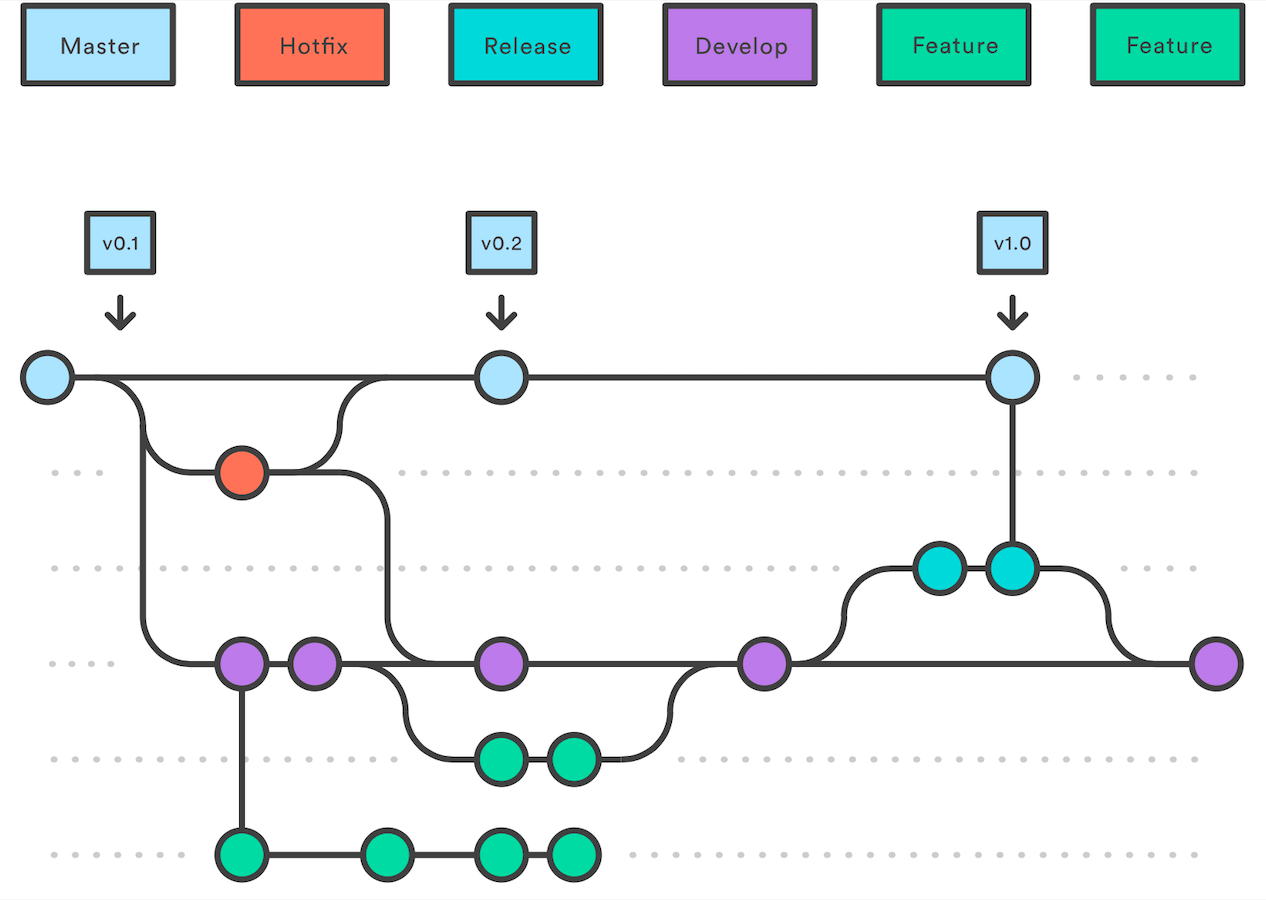 Master
Hotfix
Release
Develop
Feature
Feature
v0.1
v0.2
v1.0